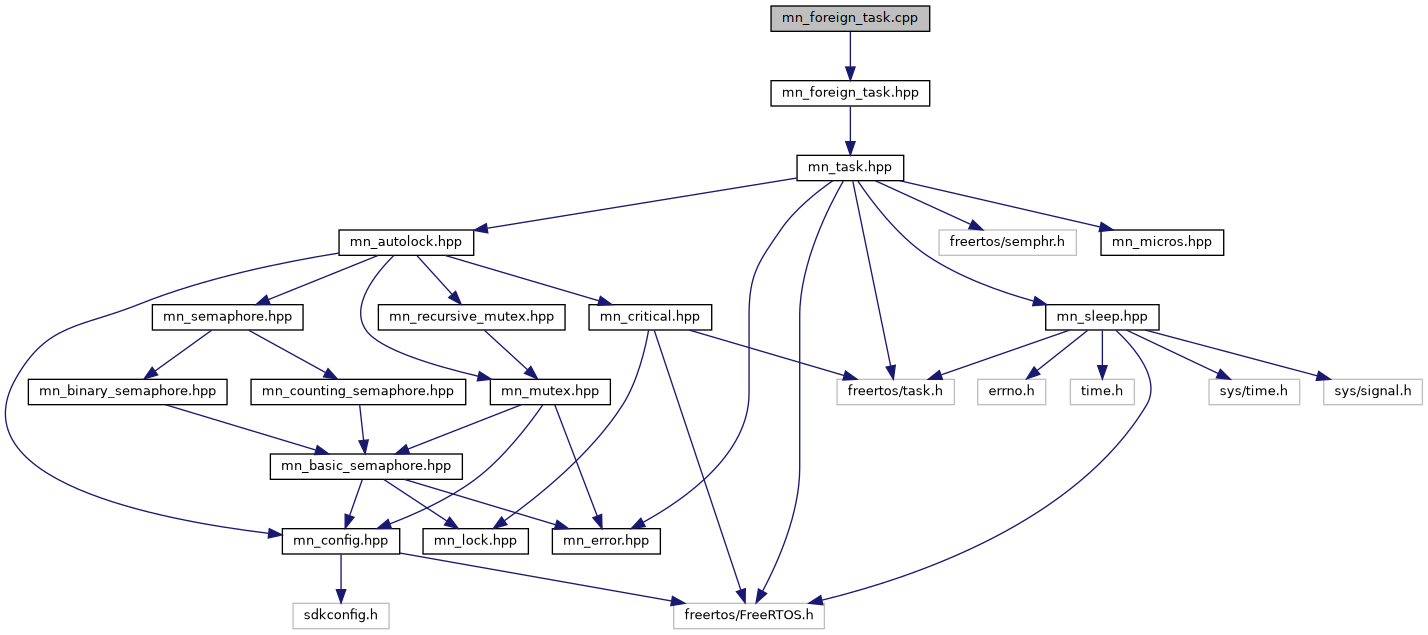 mn_foreign_task.cpp
mn_foreign_task.hpp
mn_task.hpp
mn_autolock.hpp
freertos/semphr.h
mn_micros.hpp
mn_semaphore.hpp
mn_recursive_mutex.hpp
mn_critical.hpp
mn_sleep.hpp
mn_binary_semaphore.hpp
mn_counting_semaphore.hpp
mn_mutex.hpp
freertos/task.h
errno.h
time.h
sys/time.h
sys/signal.h
mn_basic_semaphore.hpp
mn_config.hpp
mn_lock.hpp
mn_error.hpp
sdkconfig.h
freertos/FreeRTOS.h